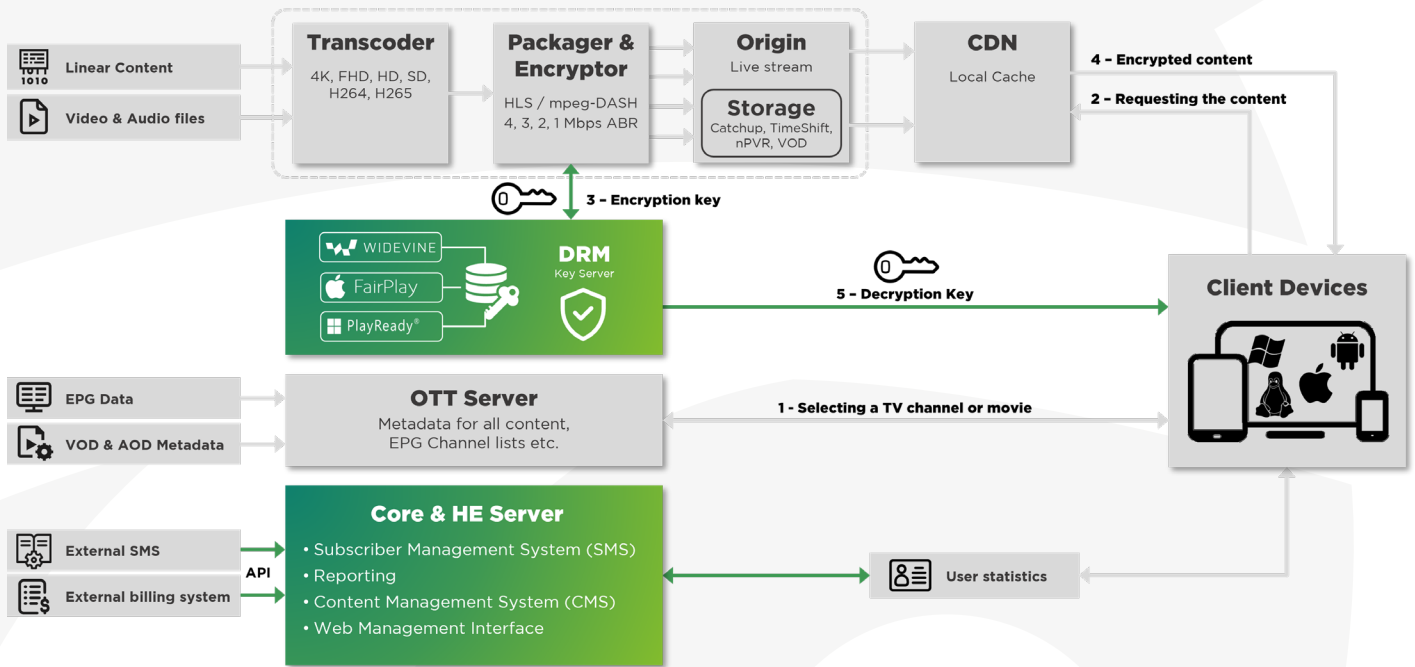 Linear Content
1010
Video & Audio files
Transcoder
4K, FHD, HD, SD,
H264, H265
Packager &
Encryptor
HLS / mpeg-DASH
4, 3, 2, 1 Mbps ABR
Origin
Live stream
Storage
Catchup, TimeShift,
nPVR, VOD
CDN
Local Cache
4 – Encrypted content
2 – Requesting the content
3 – Encryption key
WIDEVINE
FairPlay
PlayReady®
DRM
Key Server
5 – Decryption Key
Client Devices
EPG Data
VOD & AOD Metadata
OTT Server
Metadata for all content,
EPG Channel lists etc.
1 - Selecting a TV channel or movie
External SMS
API
External billing system
Core & HE Server
• Subscriber Management System (SMS)
• Reporting
• Content Management System (CMS)
• Web Management Interface
User statistics